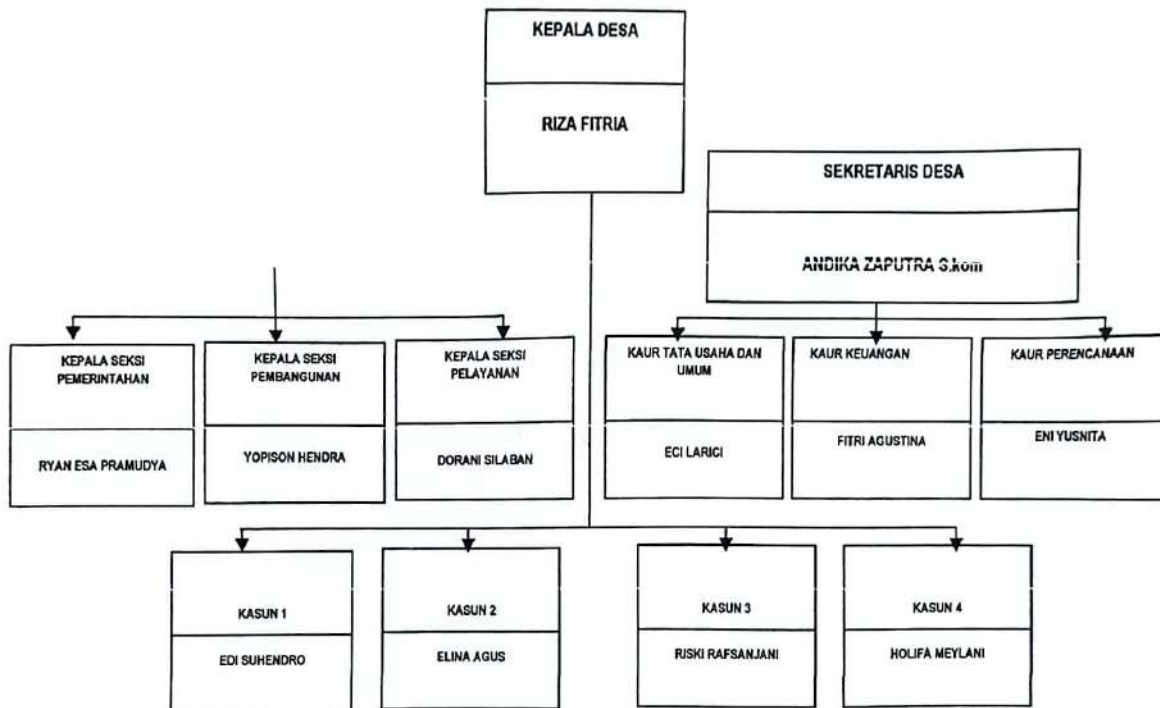 KEPALA DESA
RIZA FITRIA
SEKRETARIS DESA
ANDIKA ZAPUTRA S.kom
KEPALA SEKSI
PEMERINTAHAN
RYAN ESA PRAMUDYA
KEPALA SEKSI
PEMBANGUNAN
YOPISON HENDRA
KEPALA SEKSI
PELAYANAN
DORANI SILABAN
KAUR TATA USAHA DAN
UMUM
ECI LARICI
KAUR KEUANGAN
FITRI AGUSTINA
KAUR PERENCANAAN
ENI YUSNITA
KASUN 1
EDI SUHENDRO
KASUN 2
ELINA AGUS
KASUN 3
RISKI RAFSANJANI
KASUN 4
HOLIFA MEYLANI